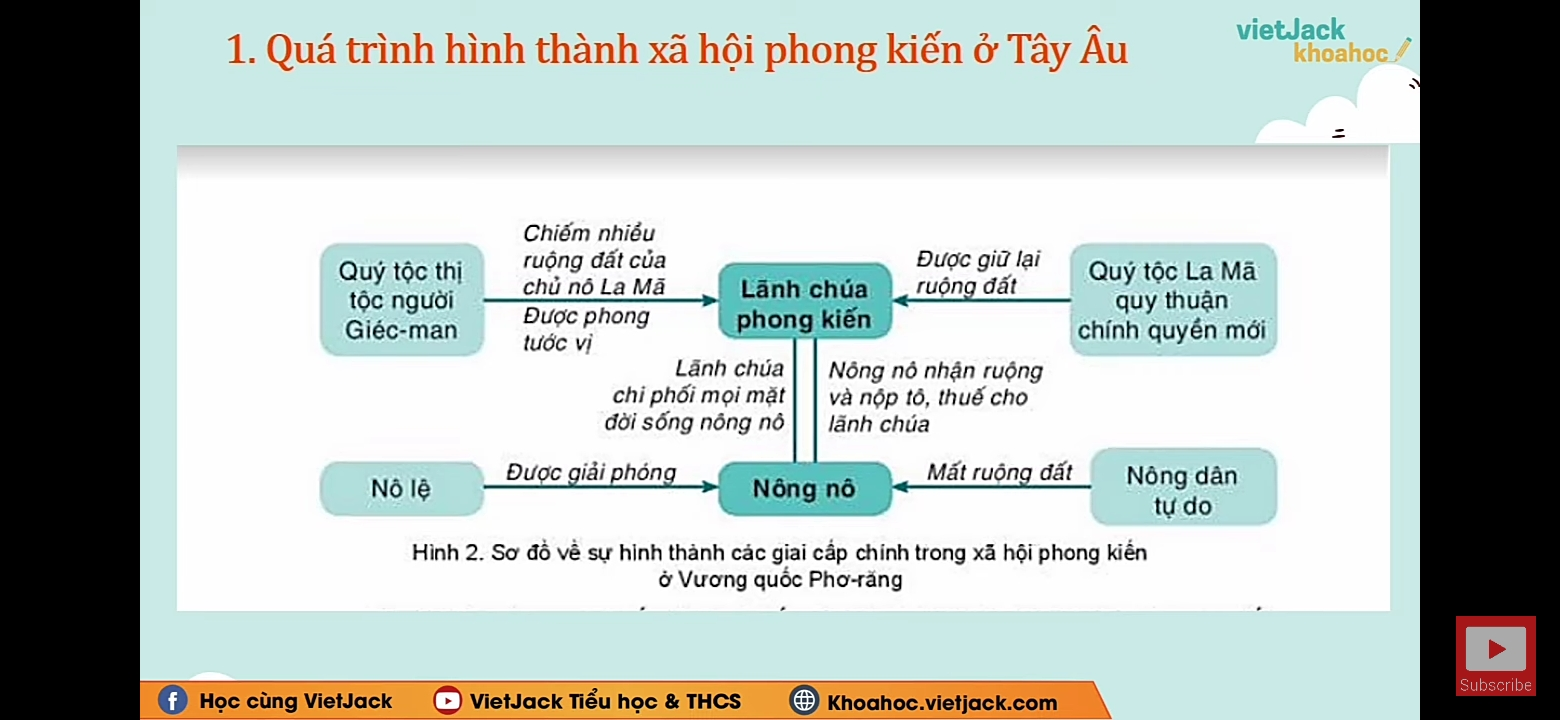 1. Quá trình hình thành xã hội phong kiến ở Tây Âu
vietJack
khoahoc
Chiếm nhiều
ruộng đất của
chủ nô La Mã
Được phong
tước vị
Quý tộc thị
tộc người
Giéc-man
Lãnh chúa
phong kiến
Được giữ lại
ruộng đất
Quý tộc La Mã
quy thuận
chính quyền mới
Lãnh chúa
chi phối mọi mặt
đời sống nông nô
Nông nô nhận ruộng
và nộp tô, thuế cho
lãnh chúa
Nô lệ
Được giải phóng
Nông nô
Mất ruộng đất
Nông dân
tự do
Hình 2. Sơ đồ về sự hình thành các giai cấp chính trong xã hội phong kiến
ở Vương quốc Phơ-răng
Học cùng VietJack
VietJack Tiểu học & THCS
Khoahoc.vietjack.com
Subscribe